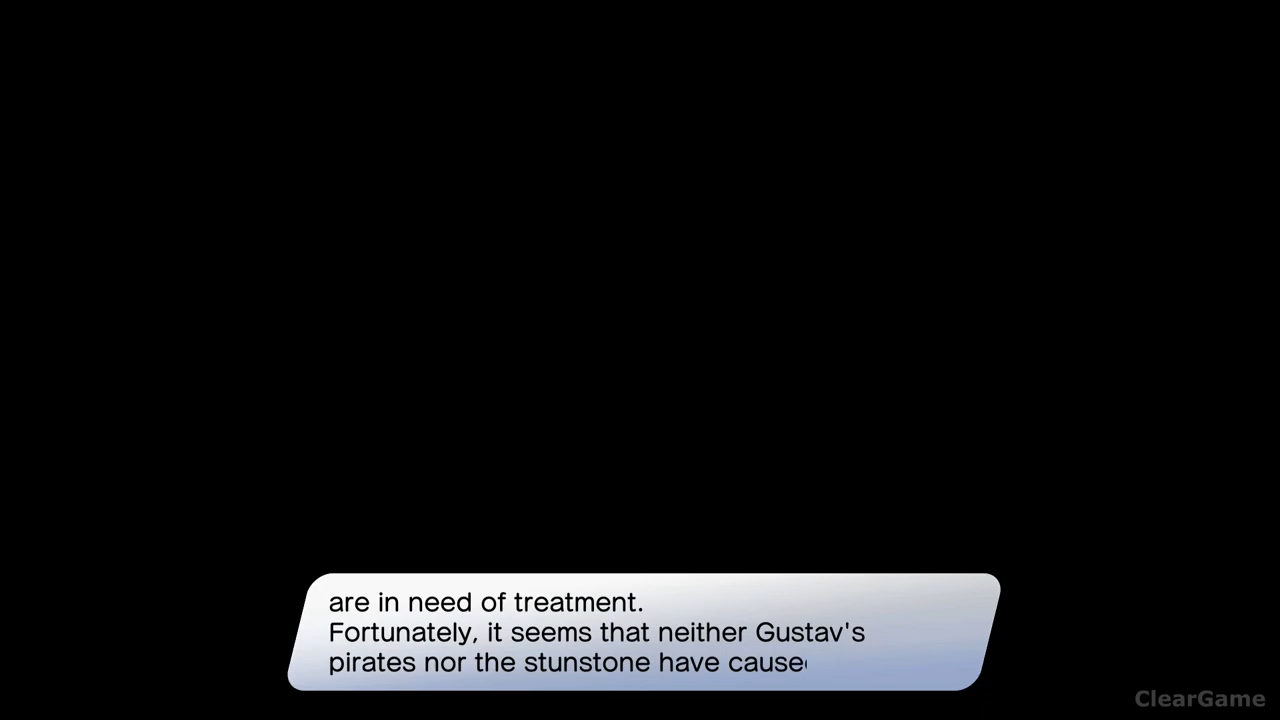 are in need of treatment.
Fortunately, it seems that neither Gustav's
pirates nor the stunstone have cause
ClearGame